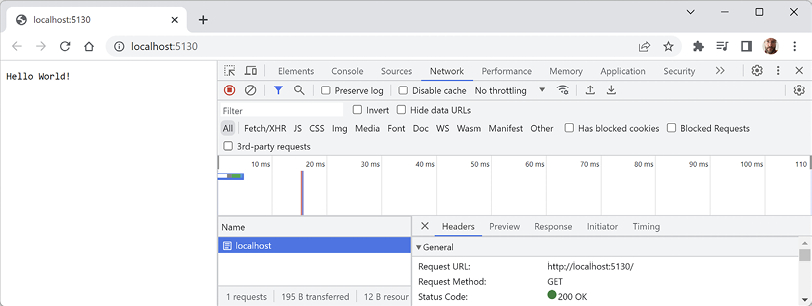 localhost:5130
localhost:5130
Hello World!
Elements Console Sources Network Performance Memory Application Security
Preserve log Disable cache No throttling
Filter Invert Hide data URLs
All Fetch/XHR JS CSS Img Media Font Doc WS Wasm Manifest Other Has blocked cookies Blocked Requests
3rd-party requests
10 ms 20 ms 30 ms 40 ms 50 ms 60 ms 70 ms 80 ms 90 ms 100 ms 110
Name Headers Preview Response Initiator Timing
localhost General
Request URL: http://localhost:5130/
Request Method: GET
1 requests 195 B transferred 12 B resour Status Code: 200 OK